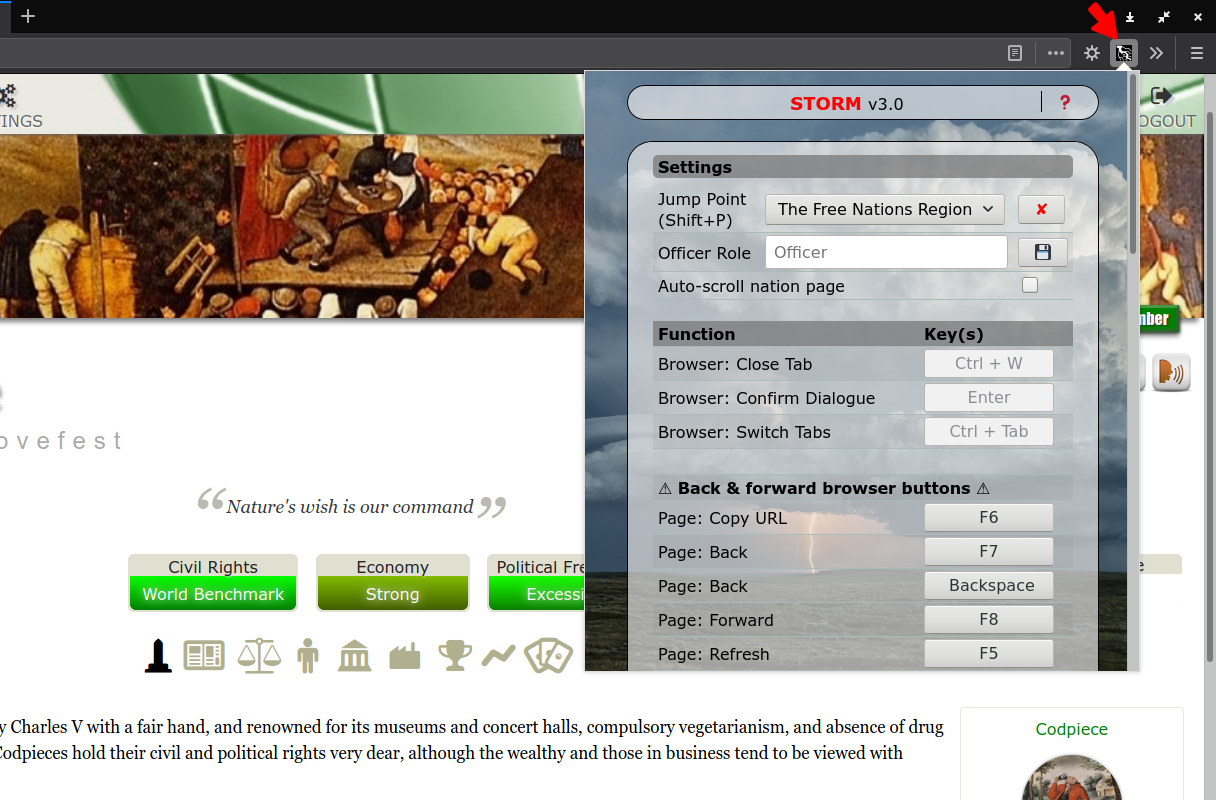 INGS
STORM v3.0
?
OGOUT
Settings
Jump Point
(Shift+P)
The Free Nations Region
✘
Officer Role
Officer
Auto-scroll nation page
Function Key(s)
Browser: Close Tab Ctrl + W
Browser: Confirm Dialogue Enter
Browser: Switch Tabs Ctrl + Tab
⚠ Back & forward browser buttons ⚠
Page: Copy URL F6
Page: Back F7
Page: Back Backspace
Page: Forward F8
Page: Refresh F5
mber
ovefest
“Nature's wish is our command”
Civil Rights
World Benchmark
Economy
Strong
Political Fre
Excessi
e
y Charles V with a fair hand, and renowned for its museums and concert halls, compulsory vegetarianism, and absence of drug
Codpieces hold their civil and political rights very dear, although the wealthy and those in business tend to be viewed with
Codpiece